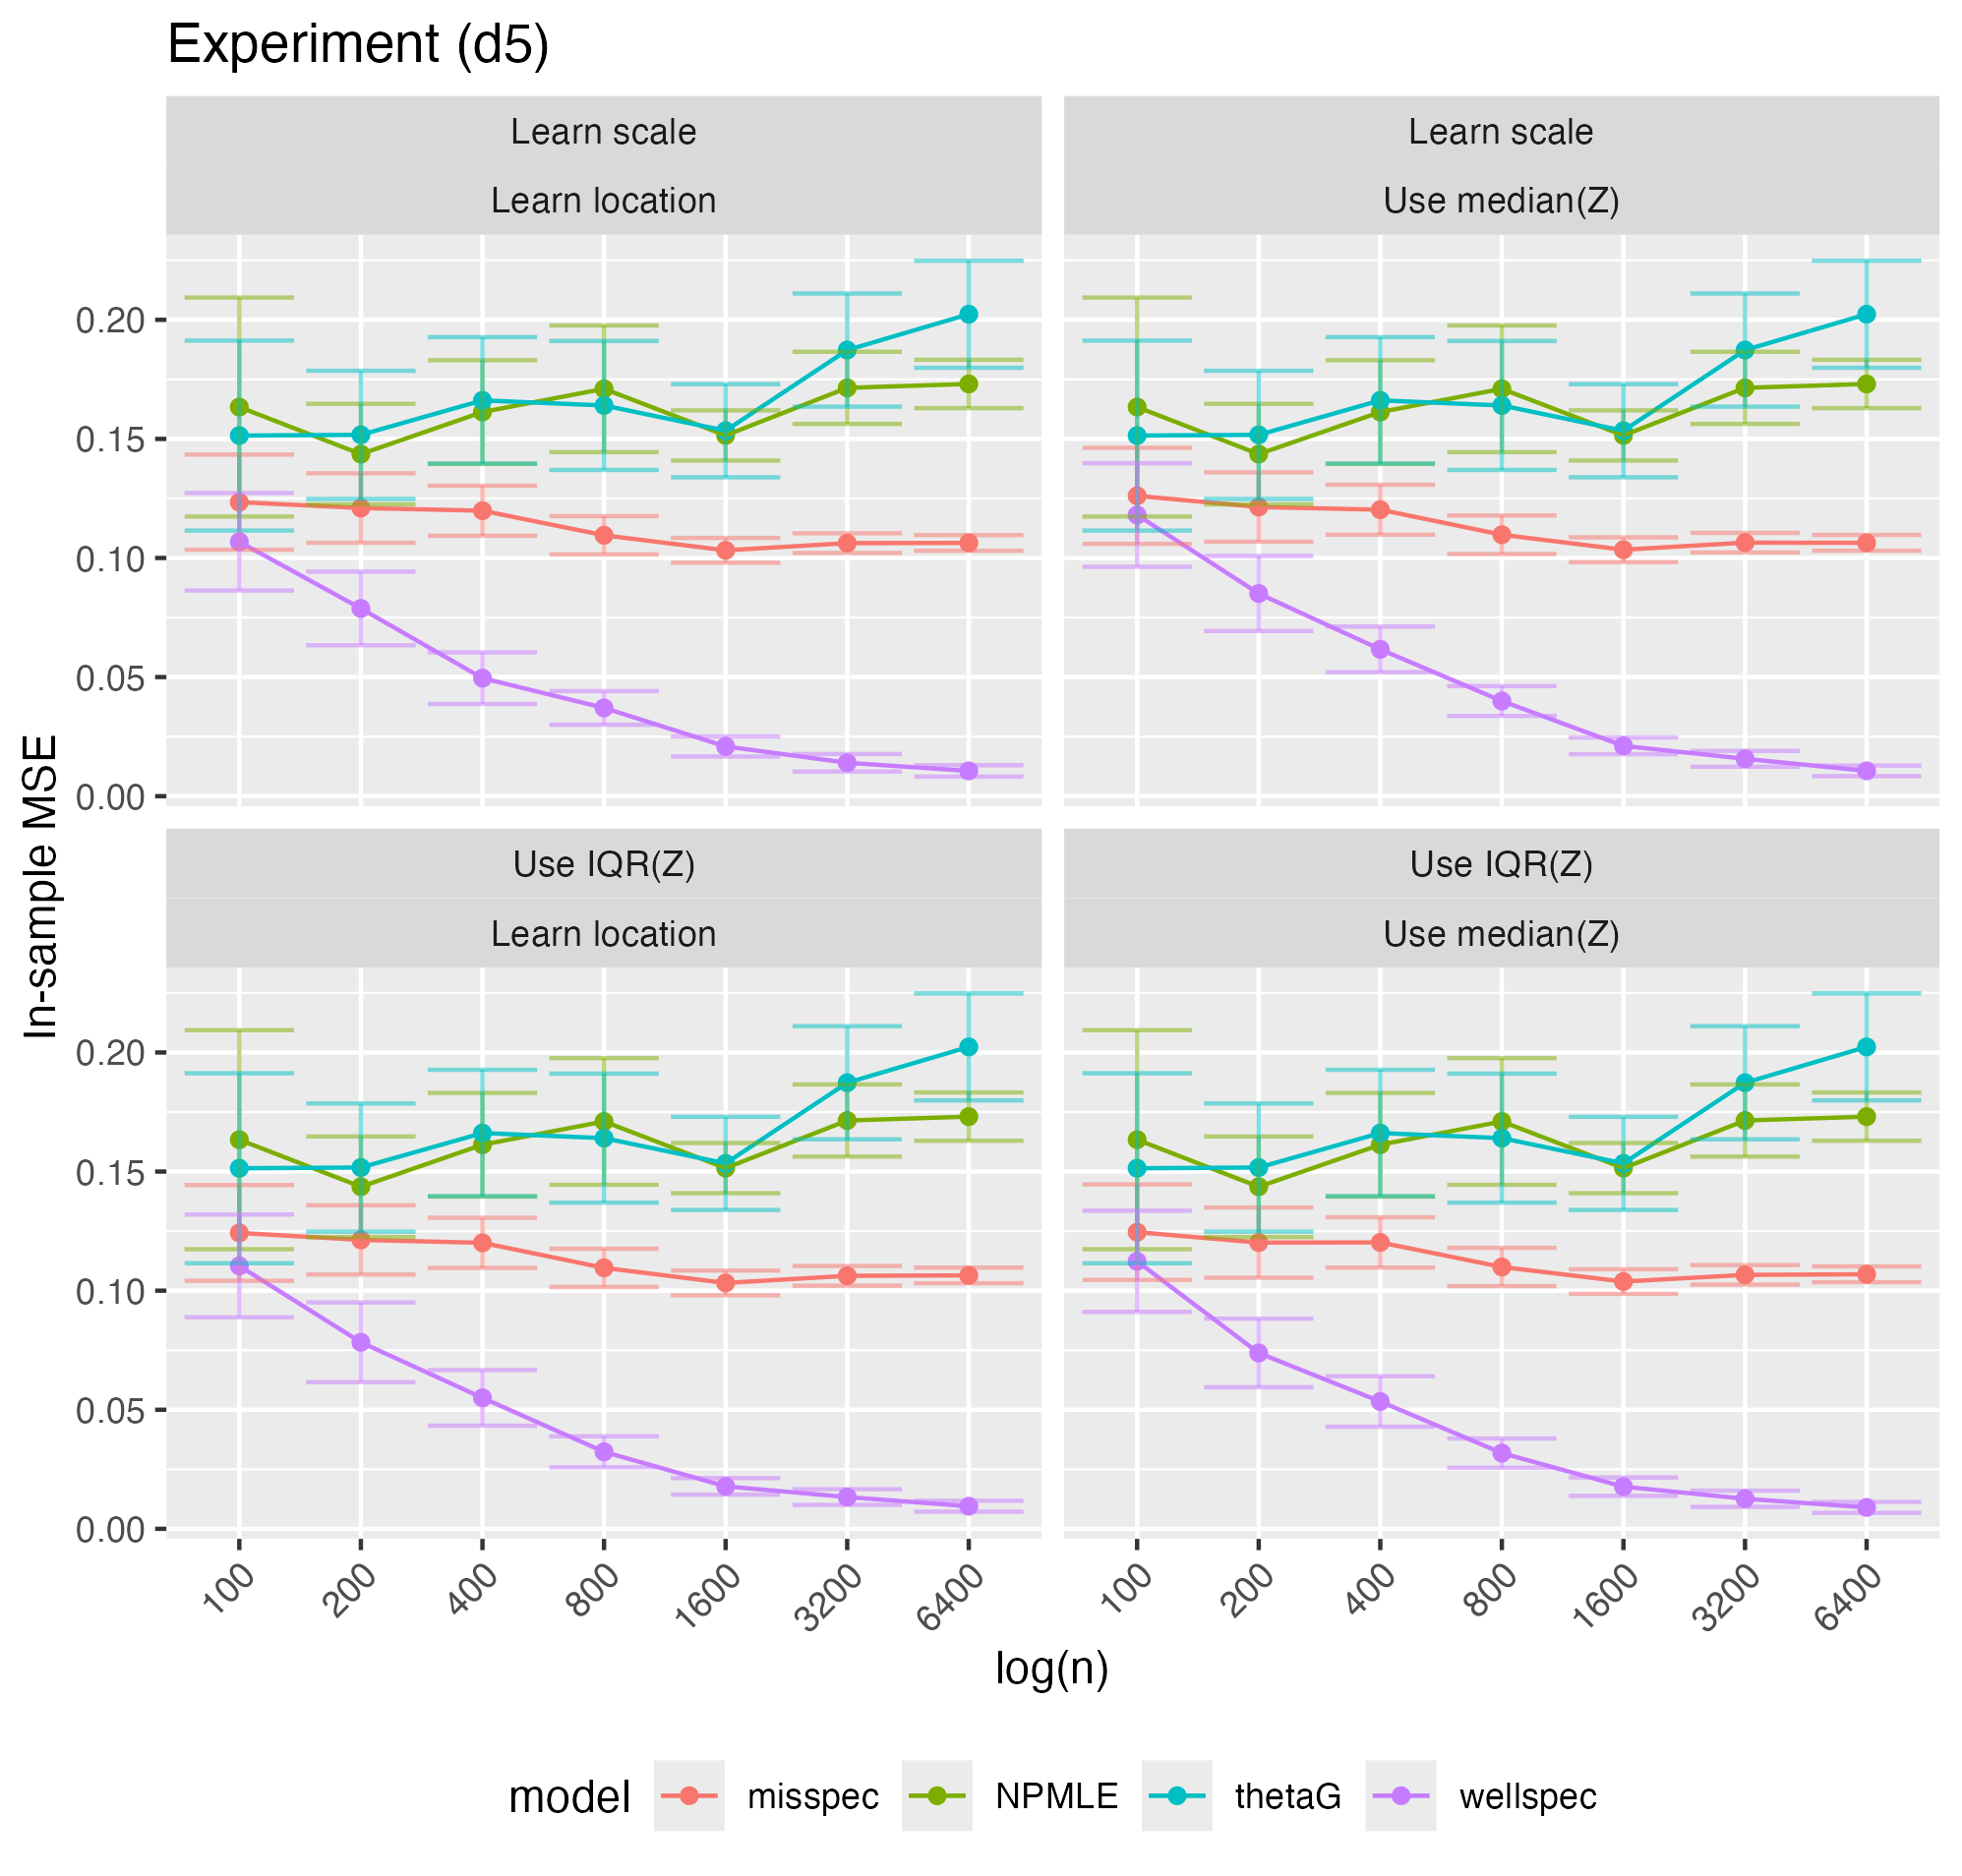 Experiment (d5)
Learn scale
Learn location
Learn scale
Use median(Z)
0.20
0.15
0.10
0.05
0.00
In-sample MSE
Use IQR(Z)
Learn location
Use IQR(Z)
Use median(Z)
0.20
0.15
0.10
0.05
0.00
100 200 400 800 1600 3200 6400
100 200 400 800 1600 3200 6400
log(n)
model misspec NPMLE thetaG wellspec